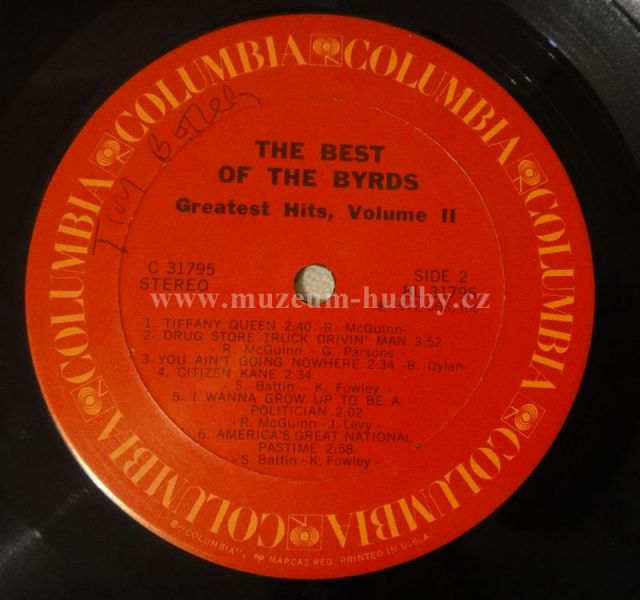 COLUMBIA COLUMBIA COLUMBIA COLUMBIA COLUMBIA COLUMBIA
THE BEST
OF THE BYRDS
Greatest Hits, Volume II
C 31795
STEREO
SIDE 2
BL 31795
www.muzeum-hudby.cz
1. TIFFANY QUEEN 2:40 -R. McGuinn-
2. DRUG STORE TRUCK DRIVIN' MAN 3:52
- R. McGuinn - G. Parsons -
3. YOU AIN'T GOING NOWHERE 2:34 -B. Dylan-
4. CITIZEN KANE 2:34
- S. Battin - K. Fowley -
5. I WANNA GROW UP TO BE A
POLITICIAN 2:02
- R. McGuinn - J. Levy -
6. AMERICA'S GREAT NATIONAL
PASTIME 2:58
- S. Battin - K. Fowley -
®"COLUMBIA", MARCAS REG. PRINTED IN U.S.A.